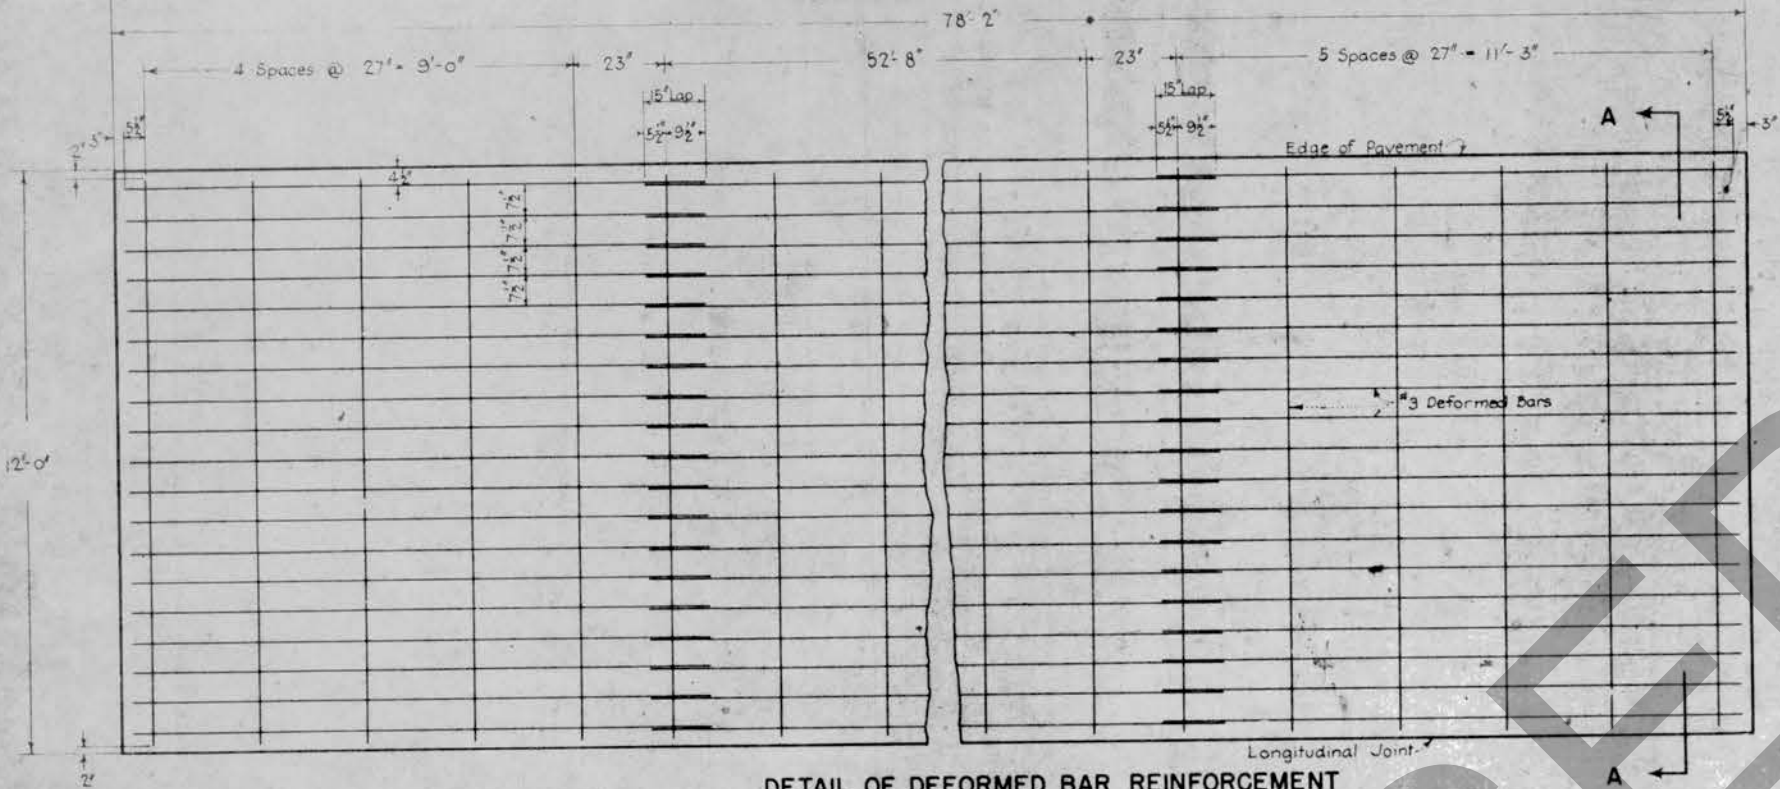 78'-2"
4 Spaces @ 27" = 9'-0" 23" 52'-8" 23" 5 Spaces @ 27" = 11'-3"
15" Lap 15" Lap
5½" 5½" 9½" 5½" 9½" A 5½" 3"
2" 3" Edge of Pavement
4½"
7½" 7½" 7½" 7½"
#3 Deformed Bars
12'-0"
Longitudinal Joint
2" A
DETAIL OF DEFORMED BAR REINFORCEMENT